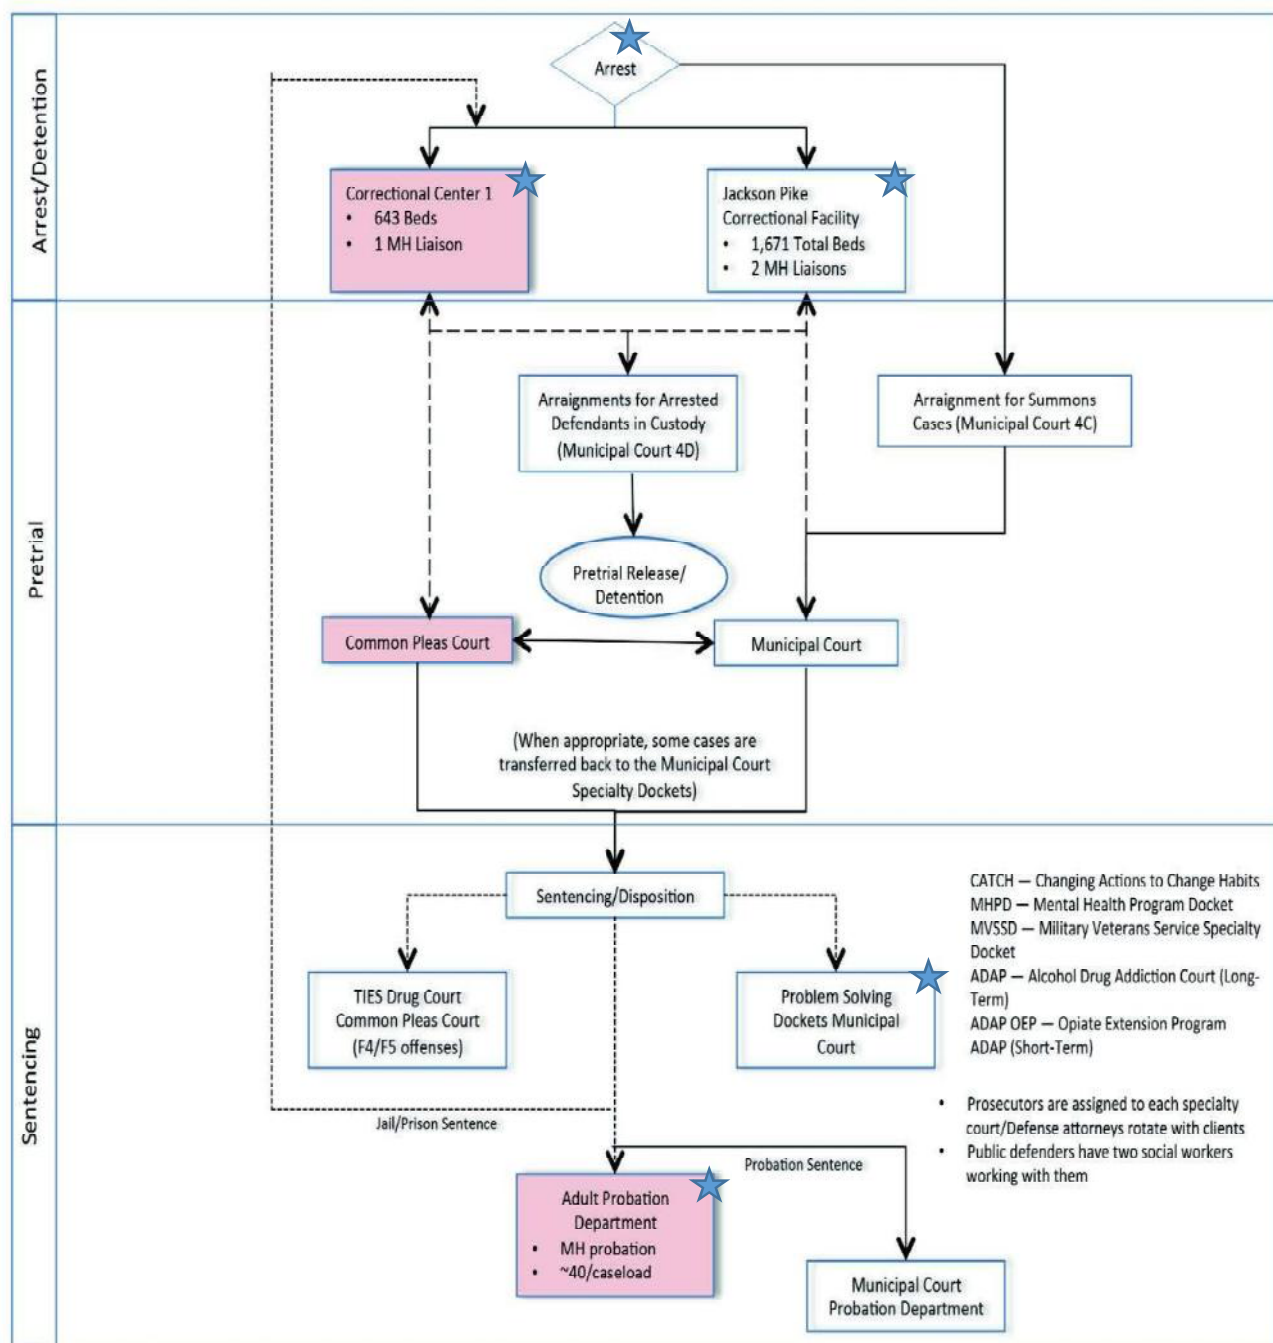 Arrest/Detention
Arrest
Correctional Center 1
• 643 Beds
• 1 MH Liaison
Jackson Pike
Correctional Facility
• 1,671 Total Beds
• 2 MH Liaisons
Pretrial
Arraignments for Arrested
Defendants in Custody
(Municipal Court 4D)
Arraignment for Summons
Cases (Municipal Court 4C)
Pretrial Release/
Detention
Common Pleas Court
Municipal Court
(When appropriate, some cases are
transferred back to the Municipal Court
Specialty Dockets)
Sentencing
Sentencing/Disposition
TIES Drug Court
Common Pleas Court
(F4/F5 offenses)
Problem Solving
Dockets Municipal
Court
CATCH — Changing Actions to Change Habits
MHPD — Mental Health Program Docket
MVSSD — Military Veterans Service Specialty
Docket
ADAP — Alcohol Drug Addiction Court (Long-
Term)
ADAP OEP — Opiate Extension Program
ADAP (Short-Term)
• Prosecutors are assigned to each specialty
court/Defense attorneys rotate with clients
• Public defenders have two social workers
working with them
Jail/Prison Sentence
Probation Sentence
Adult Probation
Department
• MH probation
• ~40/caseload
Municipal Court
Probation Department